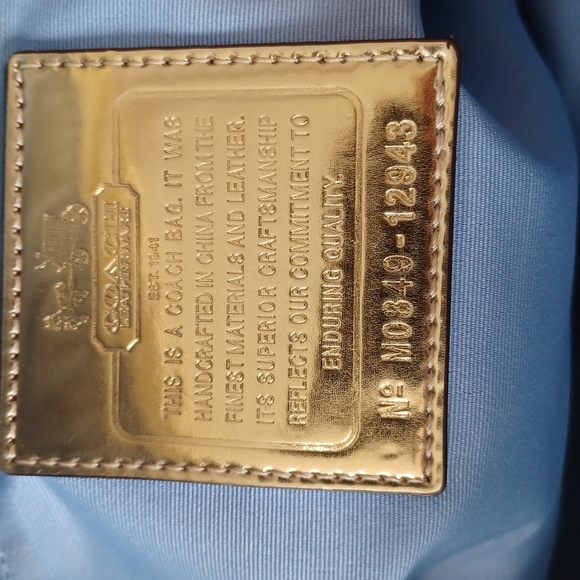 COACH
LEATHERWARE
EST. 1941
THIS IS A COACH BAG. IT WAS
HANDCRAFTED IN CHINA FROM THE
FINEST MATERIALS AND LEATHER.
ITS SUPERIOR CRAFTSMANSHIP
REFLECTS OUR COMMITMENT TO
ENDURING QUALITY.
Nº M0849-12943